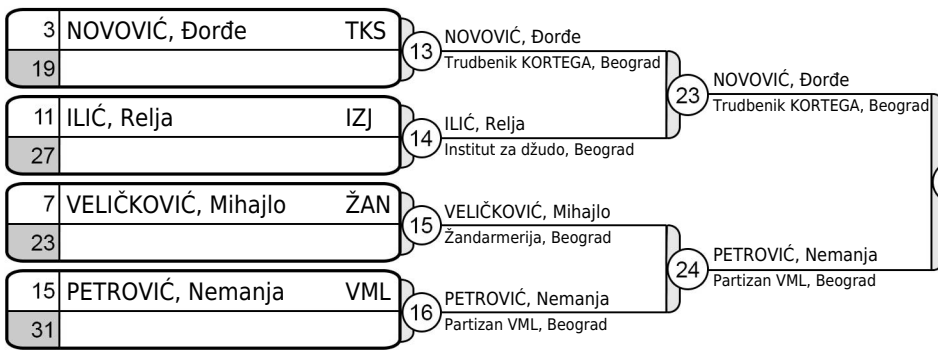 3 NOVOVIĆ, Đorđe TKS
19
11 ILIĆ, Relja IZJ
27
7 VELIČKOVIĆ, Mihajlo ŽAN
23
15 PETROVIĆ, Nemanja VML
31
13
NOVOVIĆ, Đorđe
Trudbenik KORTEGA, Beograd
14
ILIĆ, Relja
Institut za džudo, Beograd
15
VELIČKOVIĆ, Mihajlo
Žandarmerija, Beograd
16
PETROVIĆ, Nemanja
Partizan VML, Beograd
23
NOVOVIĆ, Đorđe
Trudbenik KORTEGA, Beograd
24
PETROVIĆ, Nemanja
Partizan VML, Beograd